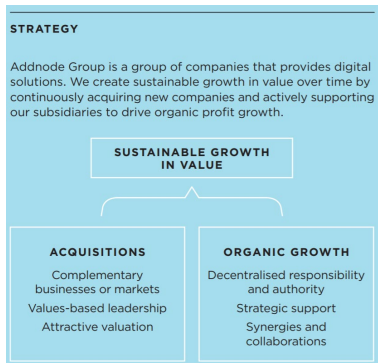 STRATEGY
Addnode Group is a group of companies that provides digital
solutions. We create sustainable growth in value over time by
continuously acquiring new companies and actively supporting
our subsidiaries to drive organic profit growth.
SUSTAINABLE GROWTH
IN VALUE
ACQUISITIONS
Complementary
businesses or markets
Values-based leadership
Attractive valuation
ORGANIC GROWTH
Decentralised responsibility
and authority
Strategic support
Synergies and
collaborations